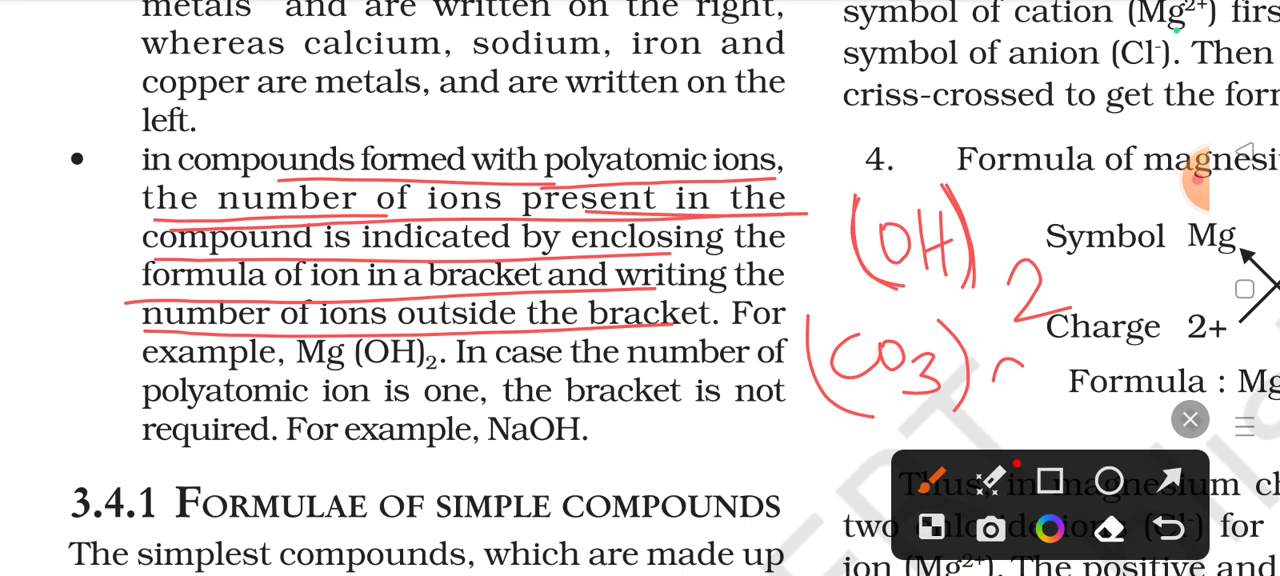 metals and are written on the right,
whereas calcium, sodium, iron and
copper are metals, and are written on the
left.
• in compounds formed with polyatomic ions,
the number of ions present in the
compound is indicated by enclosing the
formula of ion in a bracket and writing the
number of ions outside the bracket. For
example, Mg (OH)₂. In case the number of
polyatomic ion is one, the bracket is not
required. For example, NaOH.
3.4.1 FORMULAE OF SIMPLE COMPOUNDS
The simplest compounds, which are made up
symbol of cation (Mg²⁺) firs
symbol of anion (Cl⁻). Then
criss-crossed to get the for
4. Formula of magnesi
(OH) 2
Symbol Mg
Charge 2+
(CO3)
Formula : Mg
Thus, in magnesium ch
two for
ion (Mg²⁺). The positive and